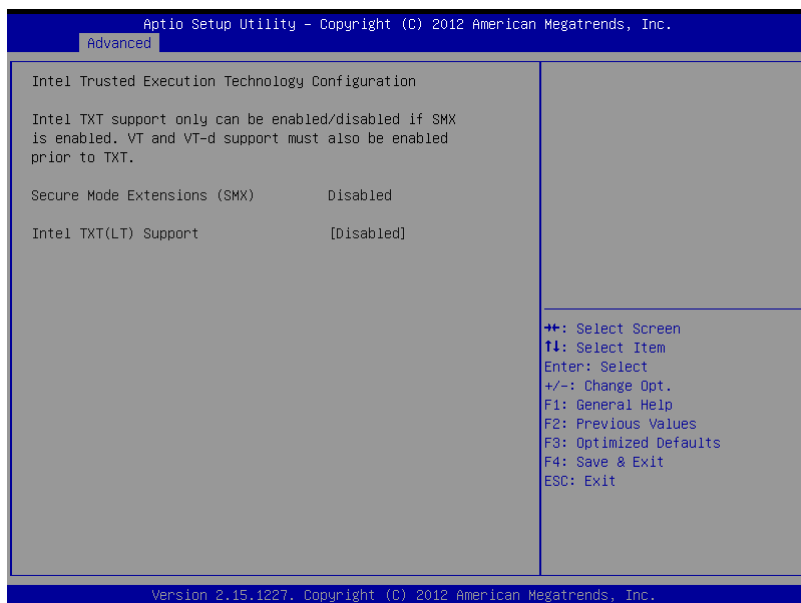 Aptio Setup Utility – Copyright (C) 2012 American Megatrends, Inc.
Advanced
Intel Trusted Execution Technology Configuration
Intel TXT support only can be enabled/disabled if SMX
is enabled. VT and VT-d support must also be enabled
prior to TXT.
Secure Mode Extensions (SMX) Disabled
Intel TXT(LT) Support [Disabled]
→←: Select Screen
↑↓: Select Item
Enter: Select
+/-: Change Opt.
F1: General Help
F2: Previous Values
F3: Optimized Defaults
F4: Save & Exit
ESC: Exit
Version 2.15.1227. Copyright (C) 2012 American Megatrends, Inc.